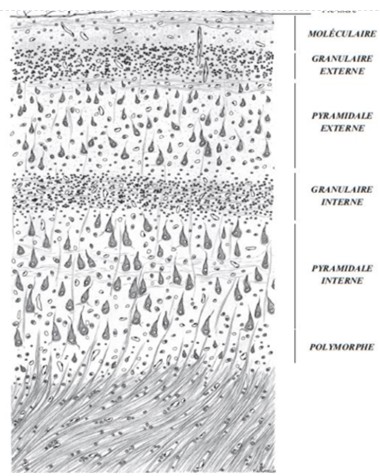 MOLÉCULAIRE
GRANULAIRE
EXTERNE
PYRAMIDALE
EXTERNE
GRANULAIRE
INTERNE
PYRAMIDALE
INTERNE
POLYMORPHE